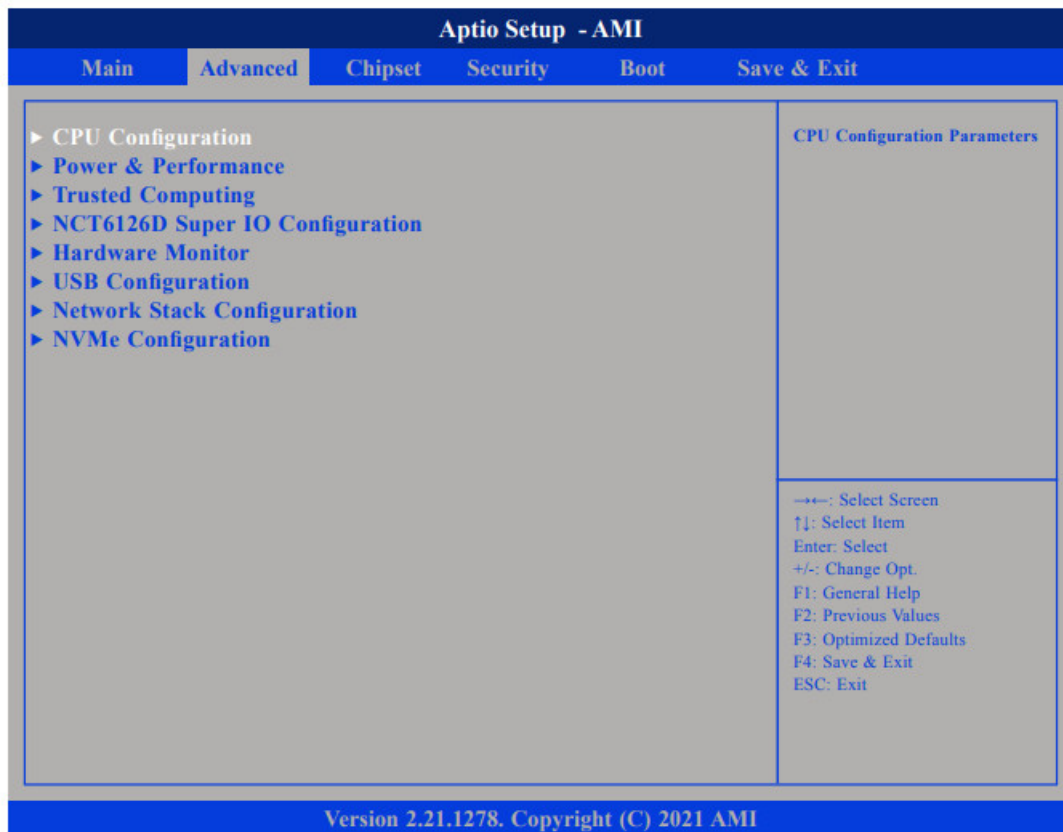 Aptio Setup - AMI
Main Advanced Chipset Security Boot Save & Exit
► CPU Configuration
► Power & Performance
► Trusted Computing
► NCT6126D Super IO Configuration
► Hardware Monitor
► USB Configuration
► Network Stack Configuration
► NVMe Configuration
CPU Configuration Parameters
→←: Select Screen
↑↓: Select Item
Enter: Select
+/-: Change Opt.
F1: General Help
F2: Previous Values
F3: Optimized Defaults
F4: Save & Exit
ESC: Exit
Version 2.21.1278. Copyright (C) 2021 AMI